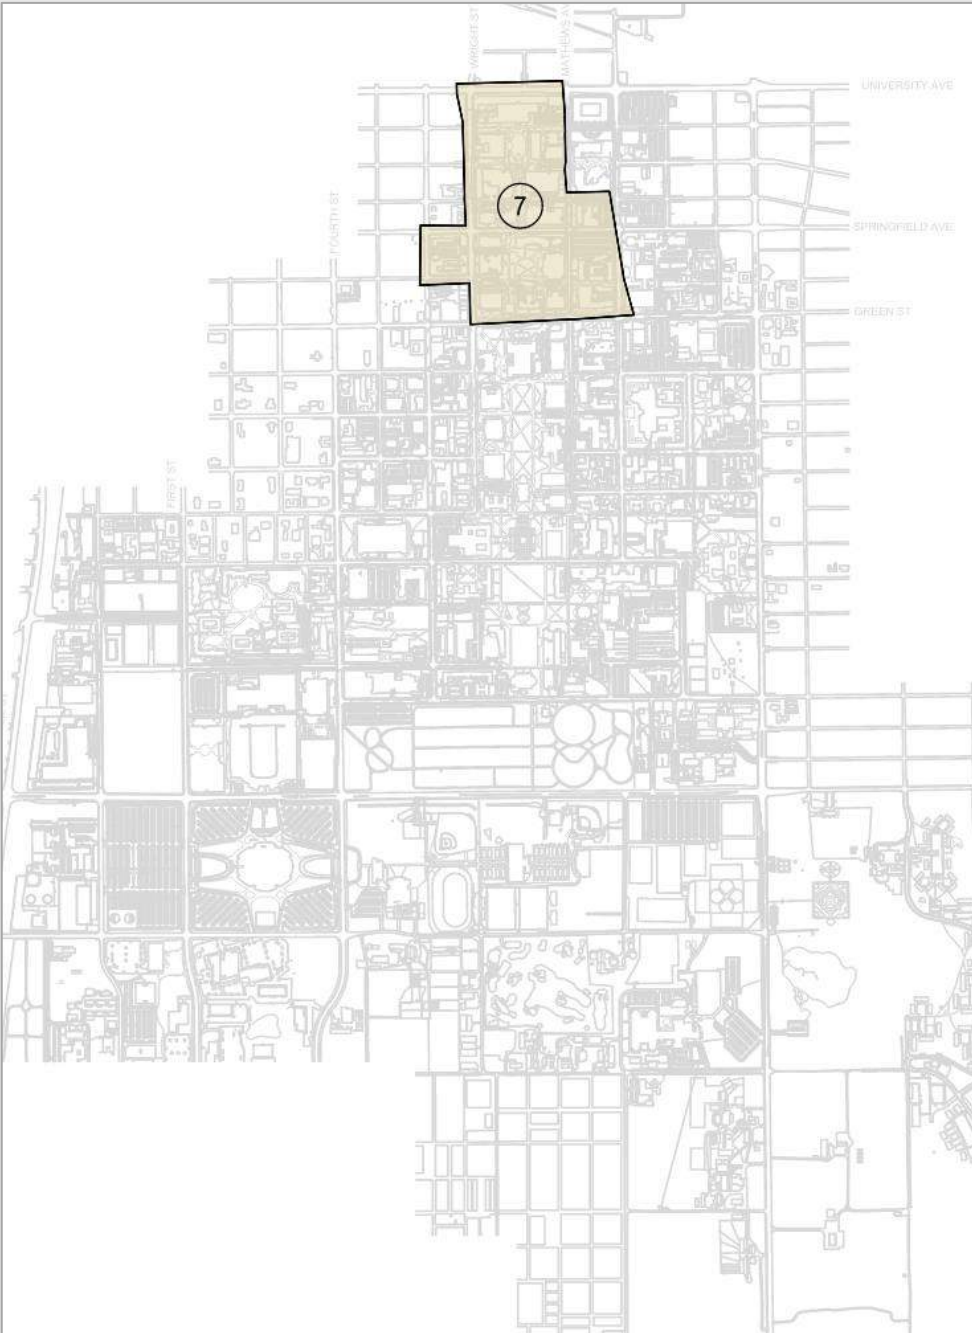 WRIGHT ST
MATHEWS AV
UNIVERSITY AVE
7
FOURTH ST
SPRINGFIELD AVE
GREEN ST
FIRST ST